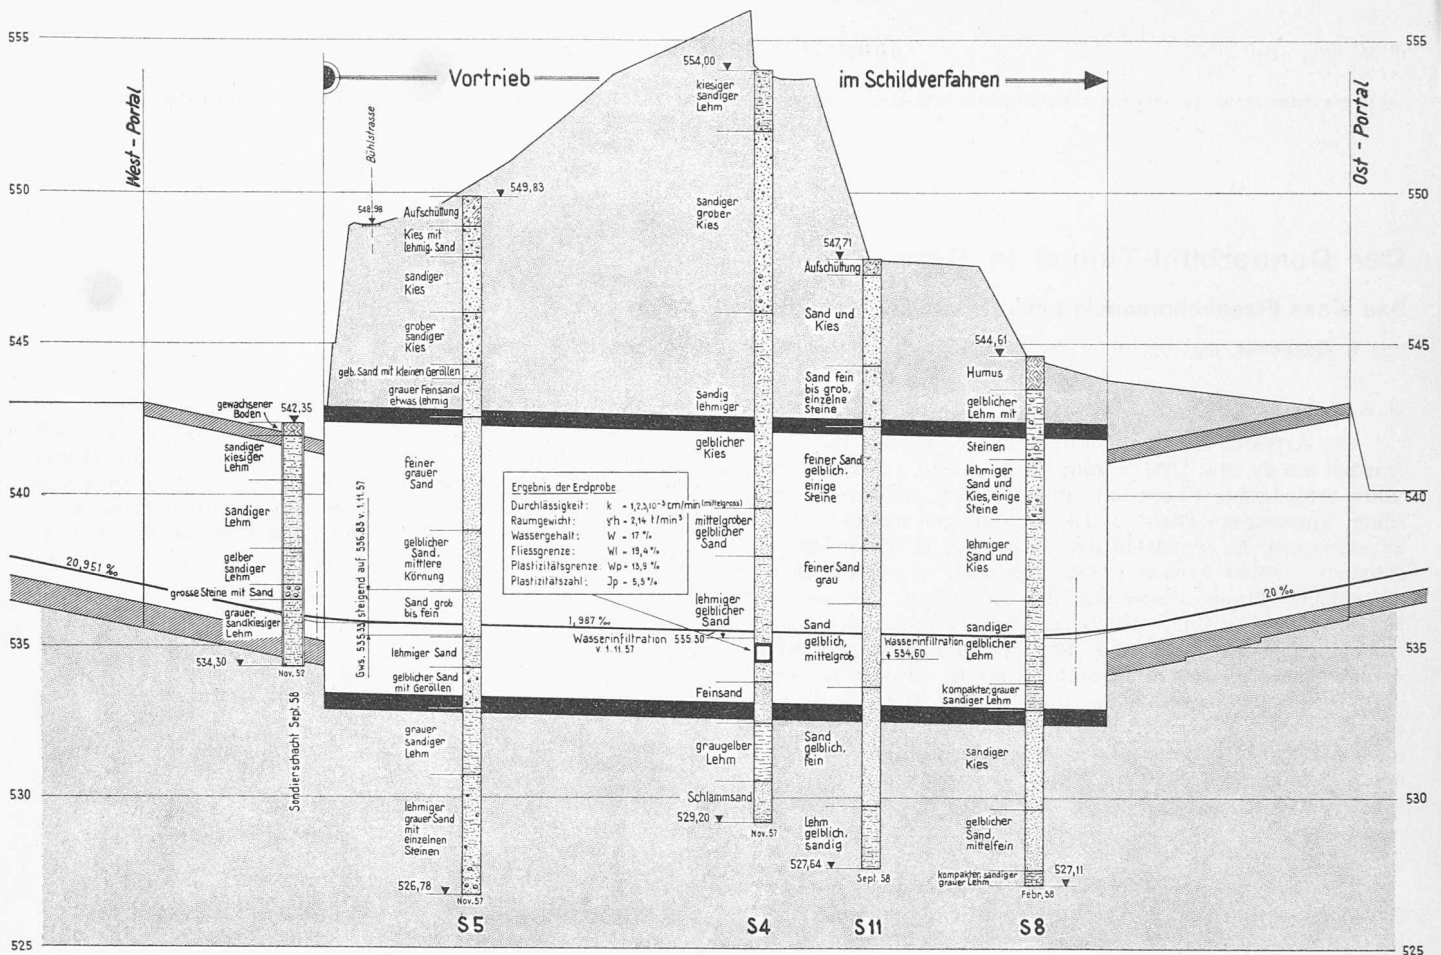 555
550
545
540
535
530
525
West - Portal
Vortrieb
im Schildverfahren
Ost - Portal
555
550
545
540
535
530
525
Bühlstrasse
548.98
gewachsener
Boden
542,35
sandiger
kiesiger
Lehm
sandiger
Lehm
gelber
sandiger
Lehm
grosse Steine mit Sand
grauer
sandkiesiger
Lehm
534,30
Nov. 57
Sondierschacht Sept. 58
20,951 ‰
549,83
Aufschüttung
Kies mit
lehmig. Sand
sandiger
Kies
grober
sandiger
Kies
gelb. Sand mit kleinen Geröllen
grauer Feinsand
etwas lehmig
feiner
grauer
Sand
gelblicher
Sand,
mittlere
Körnung
Sand grob
bis fein
lehmiger Sand
gelblicher Sand
mit Geröllen
grauer
sandiger
Lehm
lehmiger
grauer Sand
mit
einzelnen
Steinen
526,78
Nov. 57
S5
Gws. 535.33 steigend auf 536.83 v. 1.11.57
Ergebnis der Erdprobe
Durchlässigkeit: k = 1,2,3,10⁻³ cm/min (mittelgross)
Raumgewicht: γh = 2,14 t/min³
Wassergehalt: W = 17 %
Fliessgrenze: Wl = 19,4 %
Plastizitätsgrenze: Wp = 13,9 %
Plastizitätszahl: Jp = 5,5 %
1,987 ‰
554,00
kiesiger
sandiger
Lehm
sandiger
grober
Kies
sandig
lehmiger
gelblicher
Kies
mittelgrober
gelblicher
Sand
lehmiger
gelblicher
Sand
Wasserinfiltration 535.30
v. 1.11.57
Feinsand
graugelber
Lehm
Schlammsand
529,20
Nov. 57
S4
547,71
Aufschüttung
Sand und
Kies
Sand fein
bis grob,
einzelne
Steine
feiner Sand
gelblich,
einige
Steine
feiner Sand
grau
Sand
gelblich,
mittelgrob
Wasserinfiltration
534,60
Sand
gelblich,
fein
Lehm
gelblich,
sandig
527,64
Sept. 58
S11
544,61
Humus
gelblicher
Lehm mit
Steinen
lehmiger
Sand und
Kies, einige
Steine
lehmiger
Sand und
Kies
sandiger
gelblicher
Lehm
kompakter, grauer
sandiger Lehm
sandiger
Kies
gelblicher
Sand,
mittelfein
kompakter, sandiger
grauer Lehm
527,11
Febr. 58
S8
20 ‰